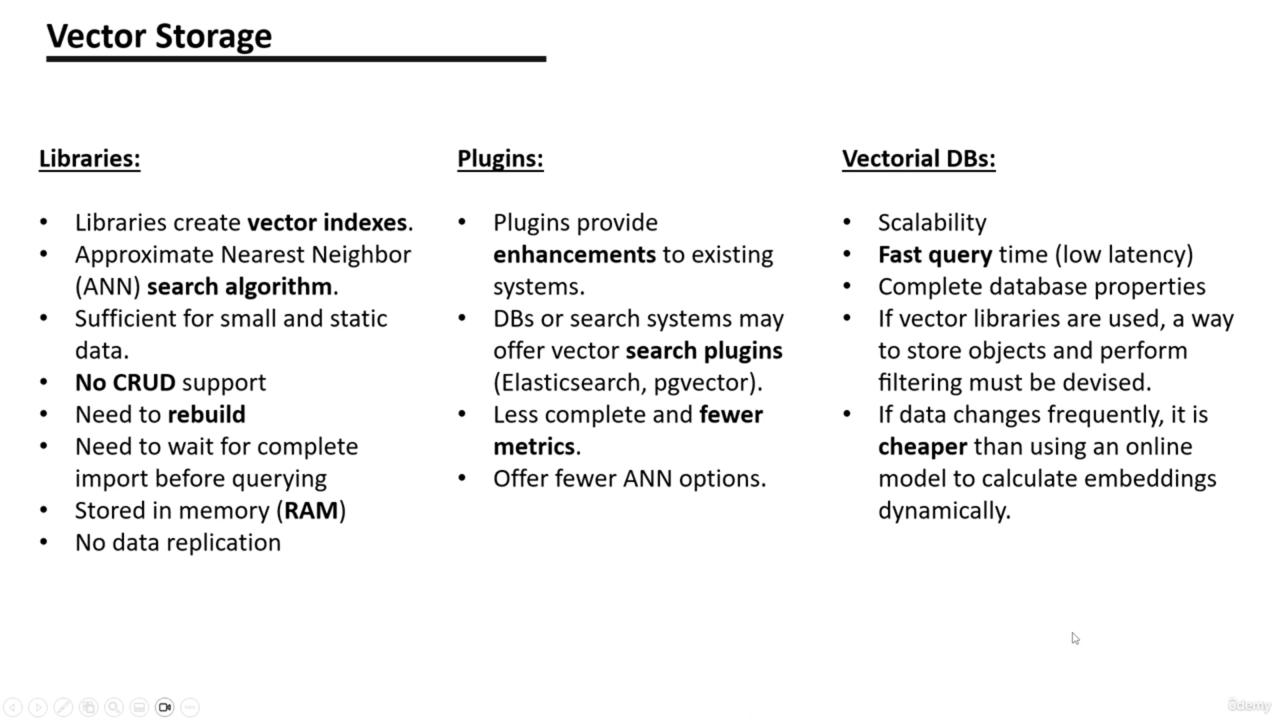 Vector Storage
Libraries:
• Libraries create vector indexes.
• Approximate Nearest Neighbor
(ANN) search algorithm.
• Sufficient for small and static
data.
• No CRUD support
• Need to rebuild
• Need to wait for complete
import before querying
• Stored in memory (RAM)
• No data replication
Plugins:
• Plugins provide
enhancements to existing
systems.
• DBs or search systems may
offer vector search plugins
(Elasticsearch, pgvector).
• Less complete and fewer
metrics.
• Offer fewer ANN options.
Vectorial DBs:
• Scalability
• Fast query time (low latency)
• Complete database properties
• If vector libraries are used, a way
to store objects and perform
filtering must be devised.
• If data changes frequently, it is
cheaper than using an online
model to calculate embeddings
dynamically.
ûdemy